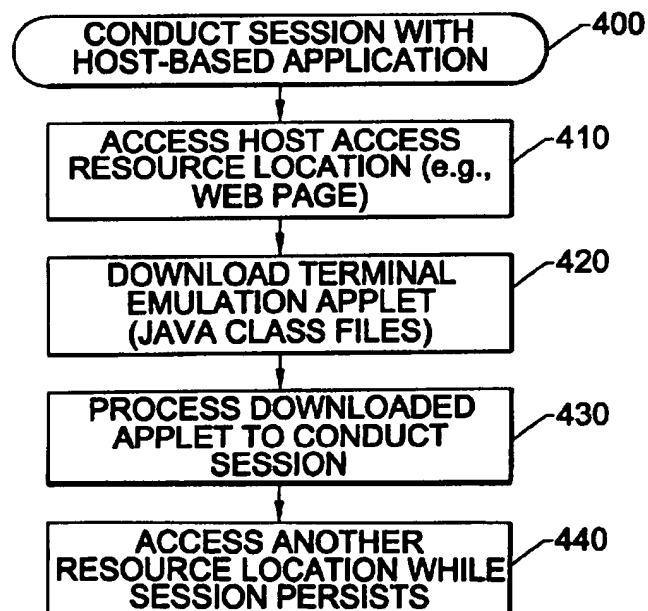 CONDUCT SESSION WITH
HOST-BASED APPLICATION
400
ACCESS HOST ACCESS
RESOURCE LOCATION (e.g.,
WEB PAGE)
410
DOWNLOAD TERMINAL
EMULATION APPLET
(JAVA CLASS FILES)
420
PROCESS DOWNLOADED
APPLET TO CONDUCT
SESSION
430
ACCESS ANOTHER
RESOURCE LOCATION WHILE
SESSION PERSISTS
440